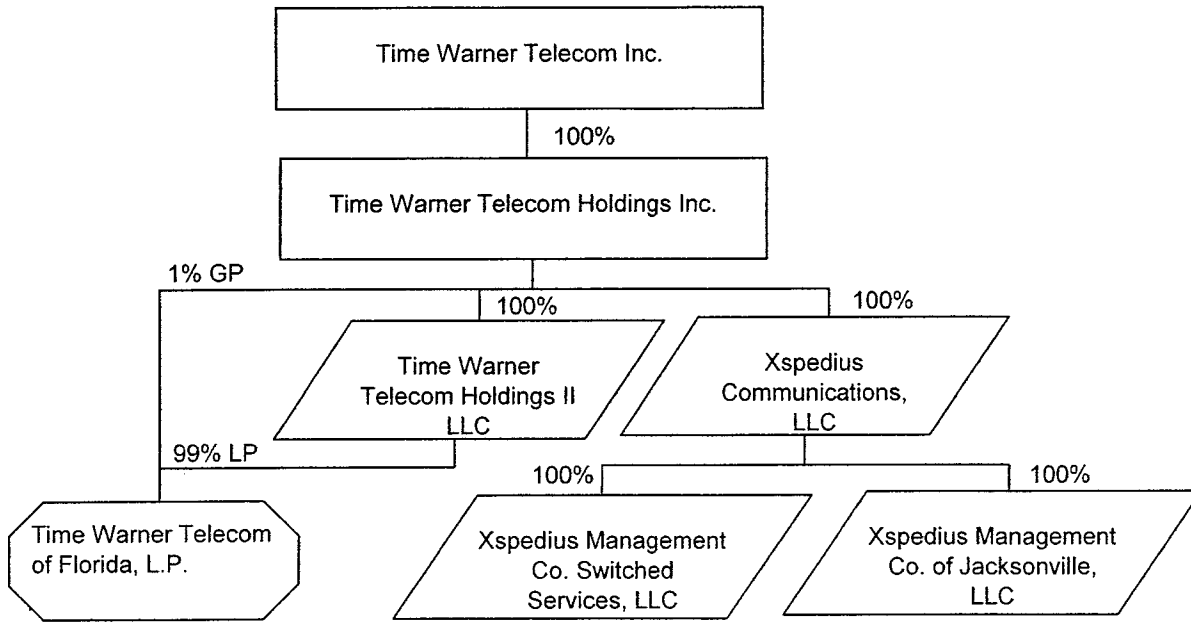 Time Warner Telecom Inc.
100%
Time Warner Telecom Holdings Inc.
1% GP
100%
100%
Time Warner
Telecom Holdings II
LLC
Xspedius
Communications,
LLC
99% LP
100%
100%
Time Warner Telecom
of Florida, L.P.
Xspedius Management
Co. Switched
Services, LLC
Xspedius Management
Co. of Jacksonville,
LLC